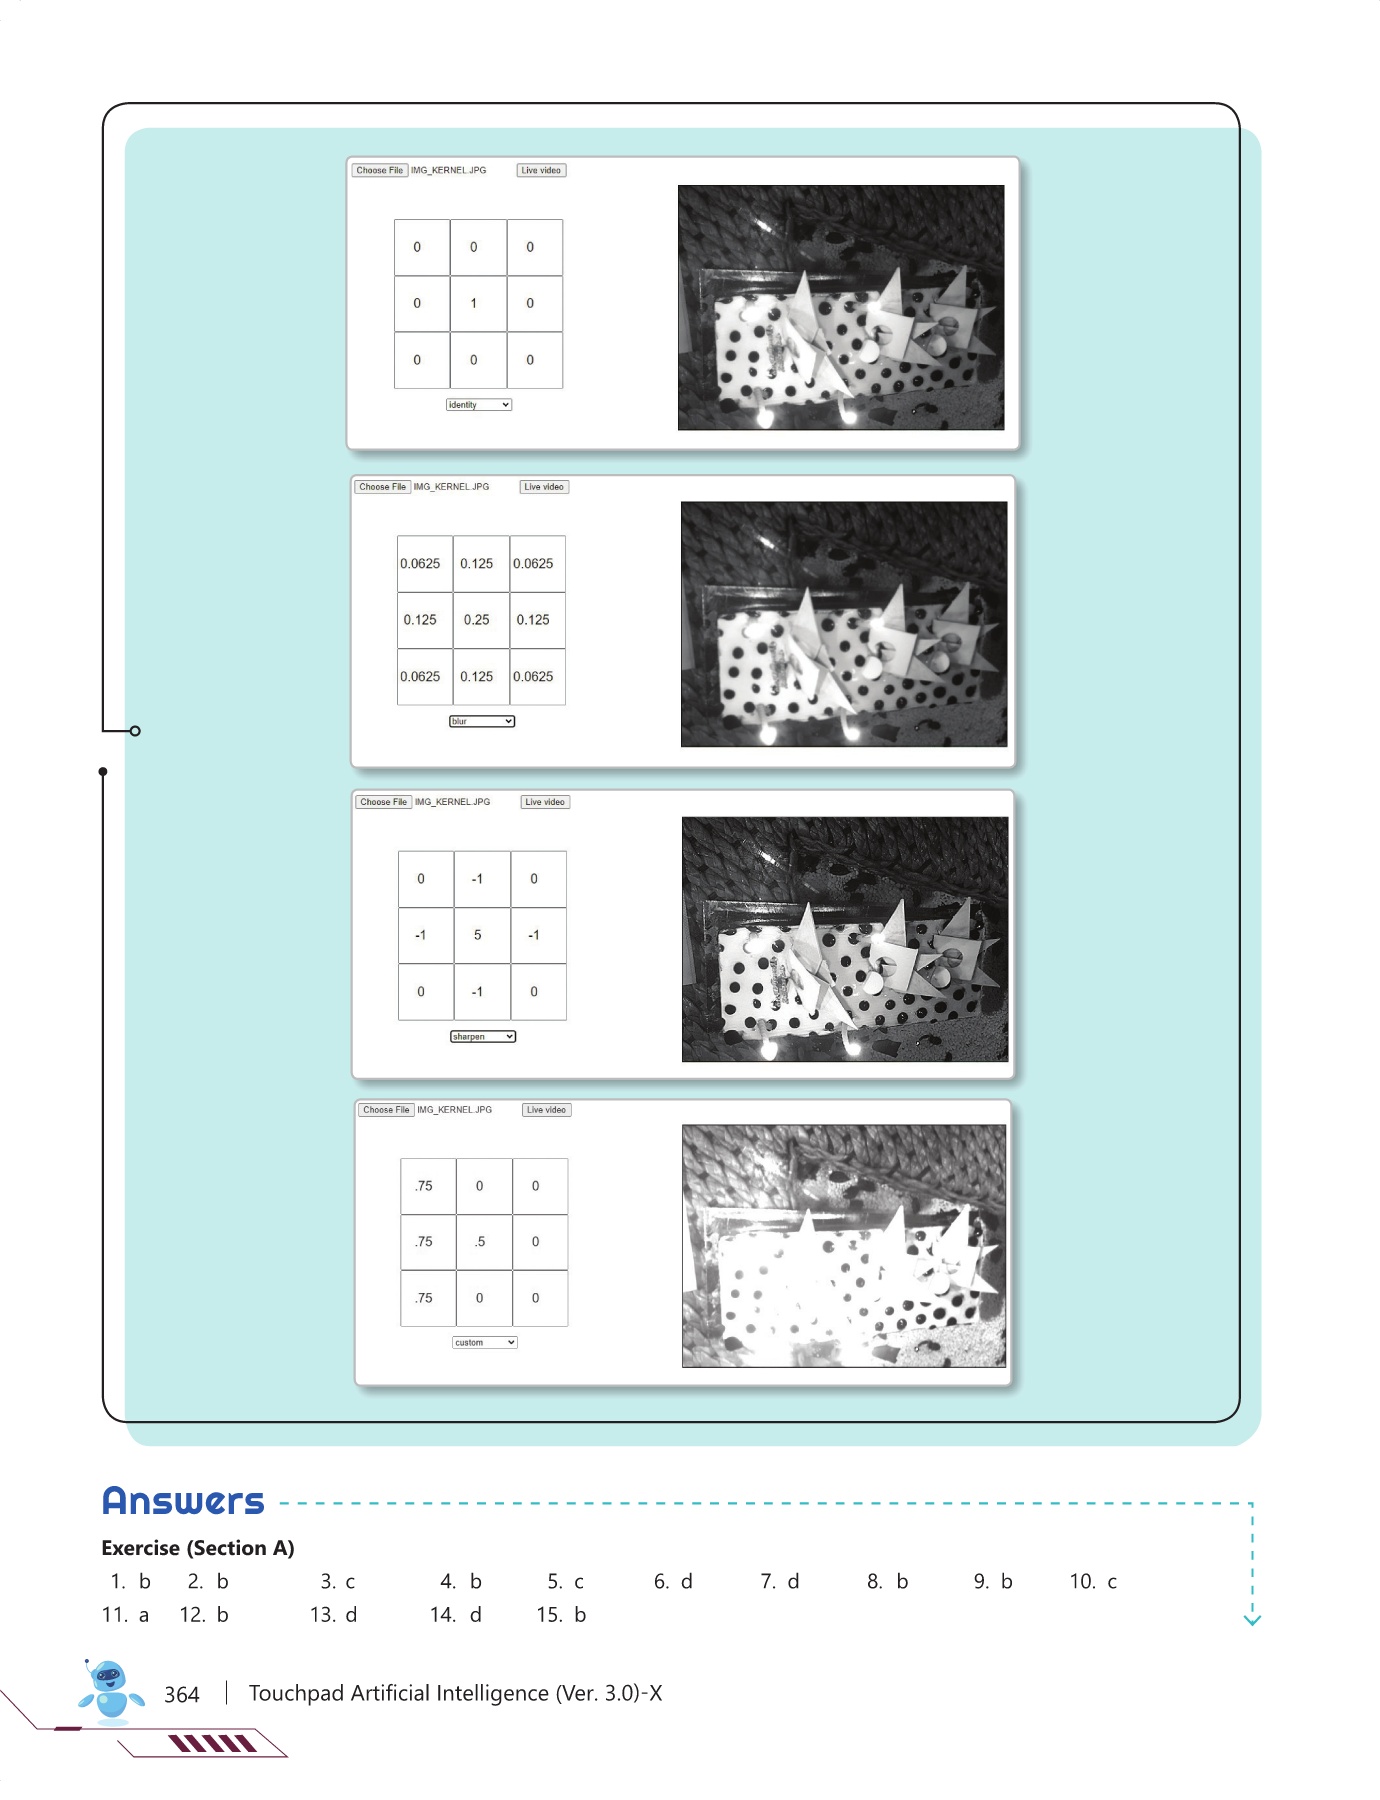 Choose File IMG_KERNEL.JPG Live video
0 0 0
0 1 0
0 0 0
identity
Choose File IMG_KERNEL.JPG Live video
0.0625 0.125 0.0625
0.125 0.25 0.125
0.0625 0.125 0.0625
blur
Choose File IMG_KERNEL.JPG Live video
0 -1 0
-1 5 -1
0 -1 0
sharpen
Choose File IMG_KERNEL.JPG Live video
.75 0 0
.75 .5 0
.75 0 0
custom
Answers
Exercise (Section A)
1. b 2. b 3. c 4. b 5. c 6. d 7. d 8. b 9. b 10. c
11. a 12. b 13. d 14. d 15. b
364 Touchpad Artificial Intelligence (Ver. 3.0)-X